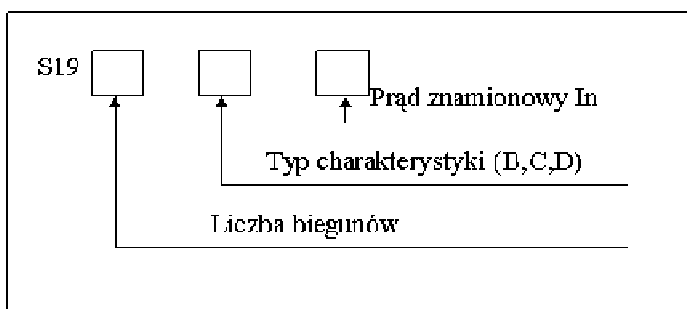 S19
Prąd znamionowy In
Typ charakterystyki (B,C,D)
Liczba biegunów